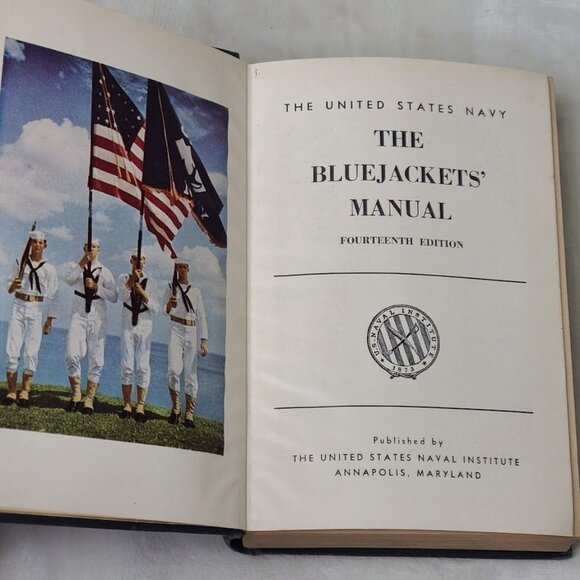 THE UNITED STATES NAVY
THE
BLUEJACKETS'
MANUAL
FOURTEENTH EDITION
U.S. NAVAL INSTITUTE
1873
Published by
THE UNITED STATES NAVAL INSTITUTE
ANNAPOLIS, MARYLAND